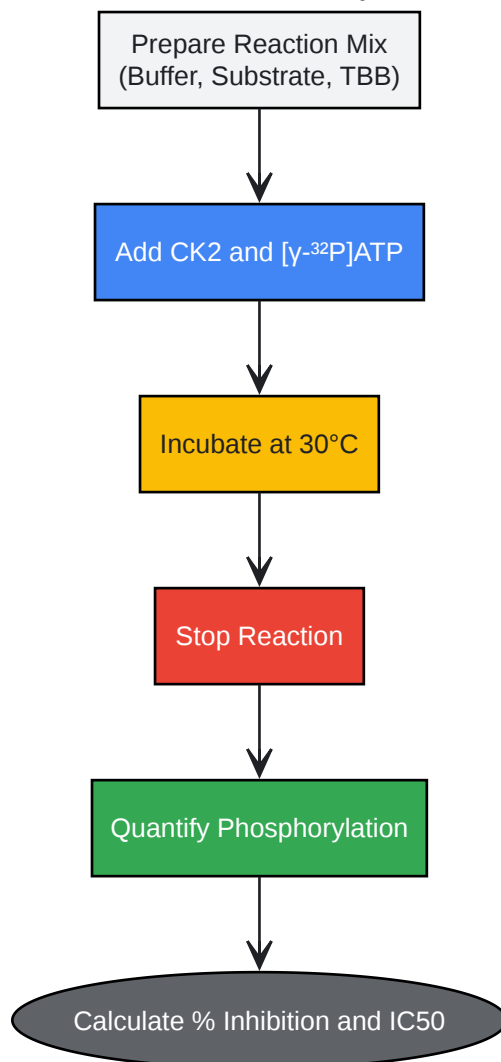 Prepare Reaction Mix
(Buffer, Substrate, TBB)
Add CK2 and [γ-³²P]ATP
Incubate at 30°C
Stop Reaction
Quantify Phosphorylation
Calculate % Inhibition and IC50